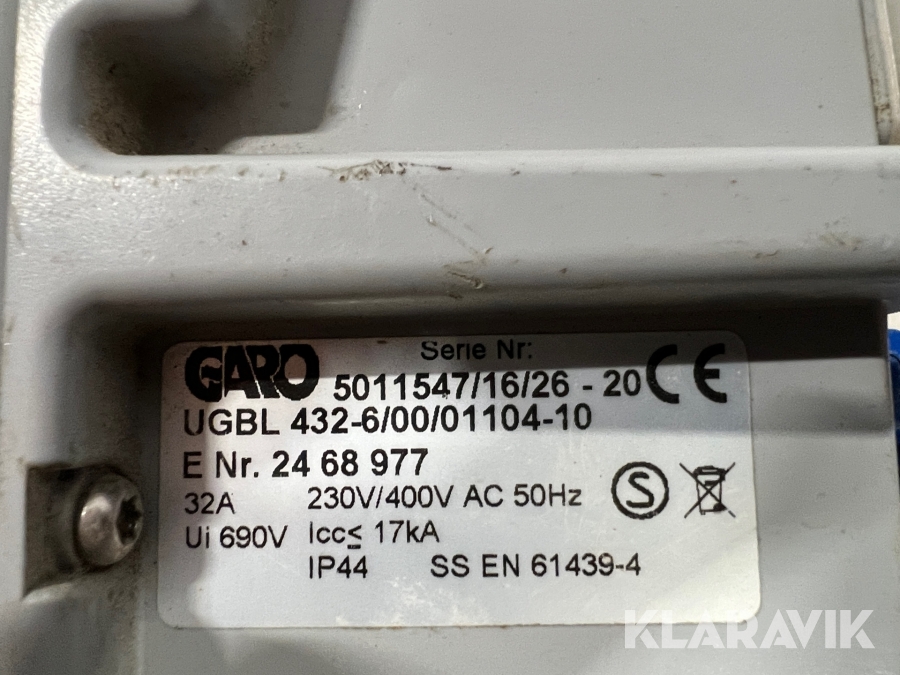 GARO
Serie Nr:
5011547/16/26 - 20 CE
UGBL 432-6/00/01104-10
E Nr. 24 68 977
32A 230V/400V AC 50Hz S
Ui 690V Icc≤ 17kA
IP44 SS EN 61439-4
KLARAVIK